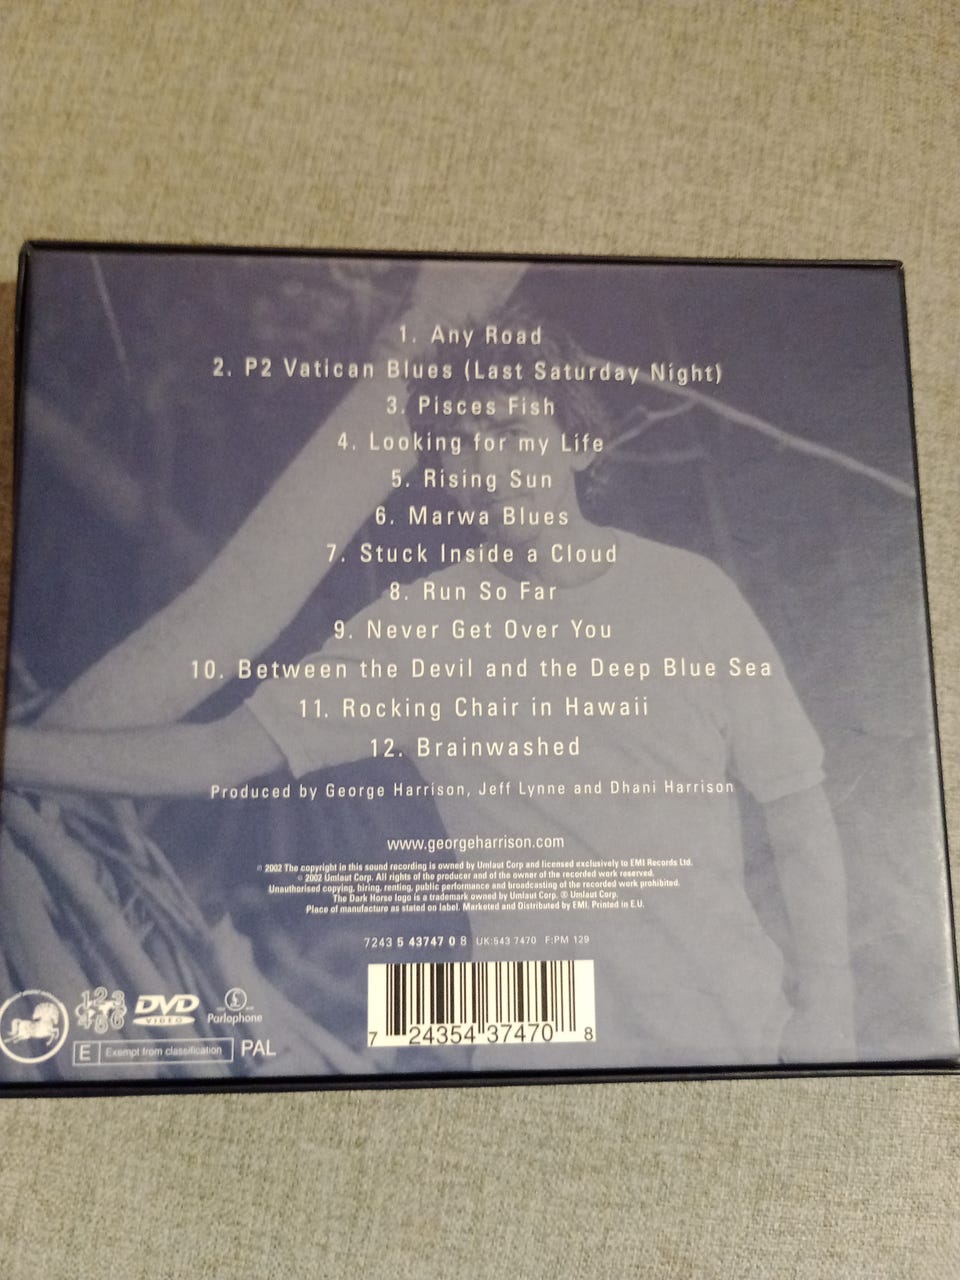 1. Any Road
2. P2 Vatican Blues (Last Saturday Night)
3. Pisces Fish
4. Looking for my Life
5. Rising Sun
6. Marwa Blues
7. Stuck Inside a Cloud
8. Run So Far
9. Never Get Over You
10. Between the Devil and the Deep Blue Sea
11. Rocking Chair in Hawaii
12. Brainwashed
Produced by George Harrison, Jeff Lynne and Dhani Harrison
www.georgeharrison.com
℗ 2002 The copyright in this sound recording is owned by Umlaut Corp and licensed exclusively to EMI Records Ltd.
© 2002 Umlaut Corp. All rights of the producer and of the owner of the recorded work reserved.
Unauthorised copying, hiring, renting, public performance and broadcasting of the recorded work prohibited.
The Dark Horse logo is a trademark owned by Umlaut Corp. ® Umlaut Corp.
Place of manufacture as stated on label. Marketed and Distributed by EMI. Printed in E.U.
7243 5 43747 0 8 UK:543 7470 F:PM 129
DVD
VIDEO
£
Parlophone
E Exempt from classification PAL
7 24354 37470 8